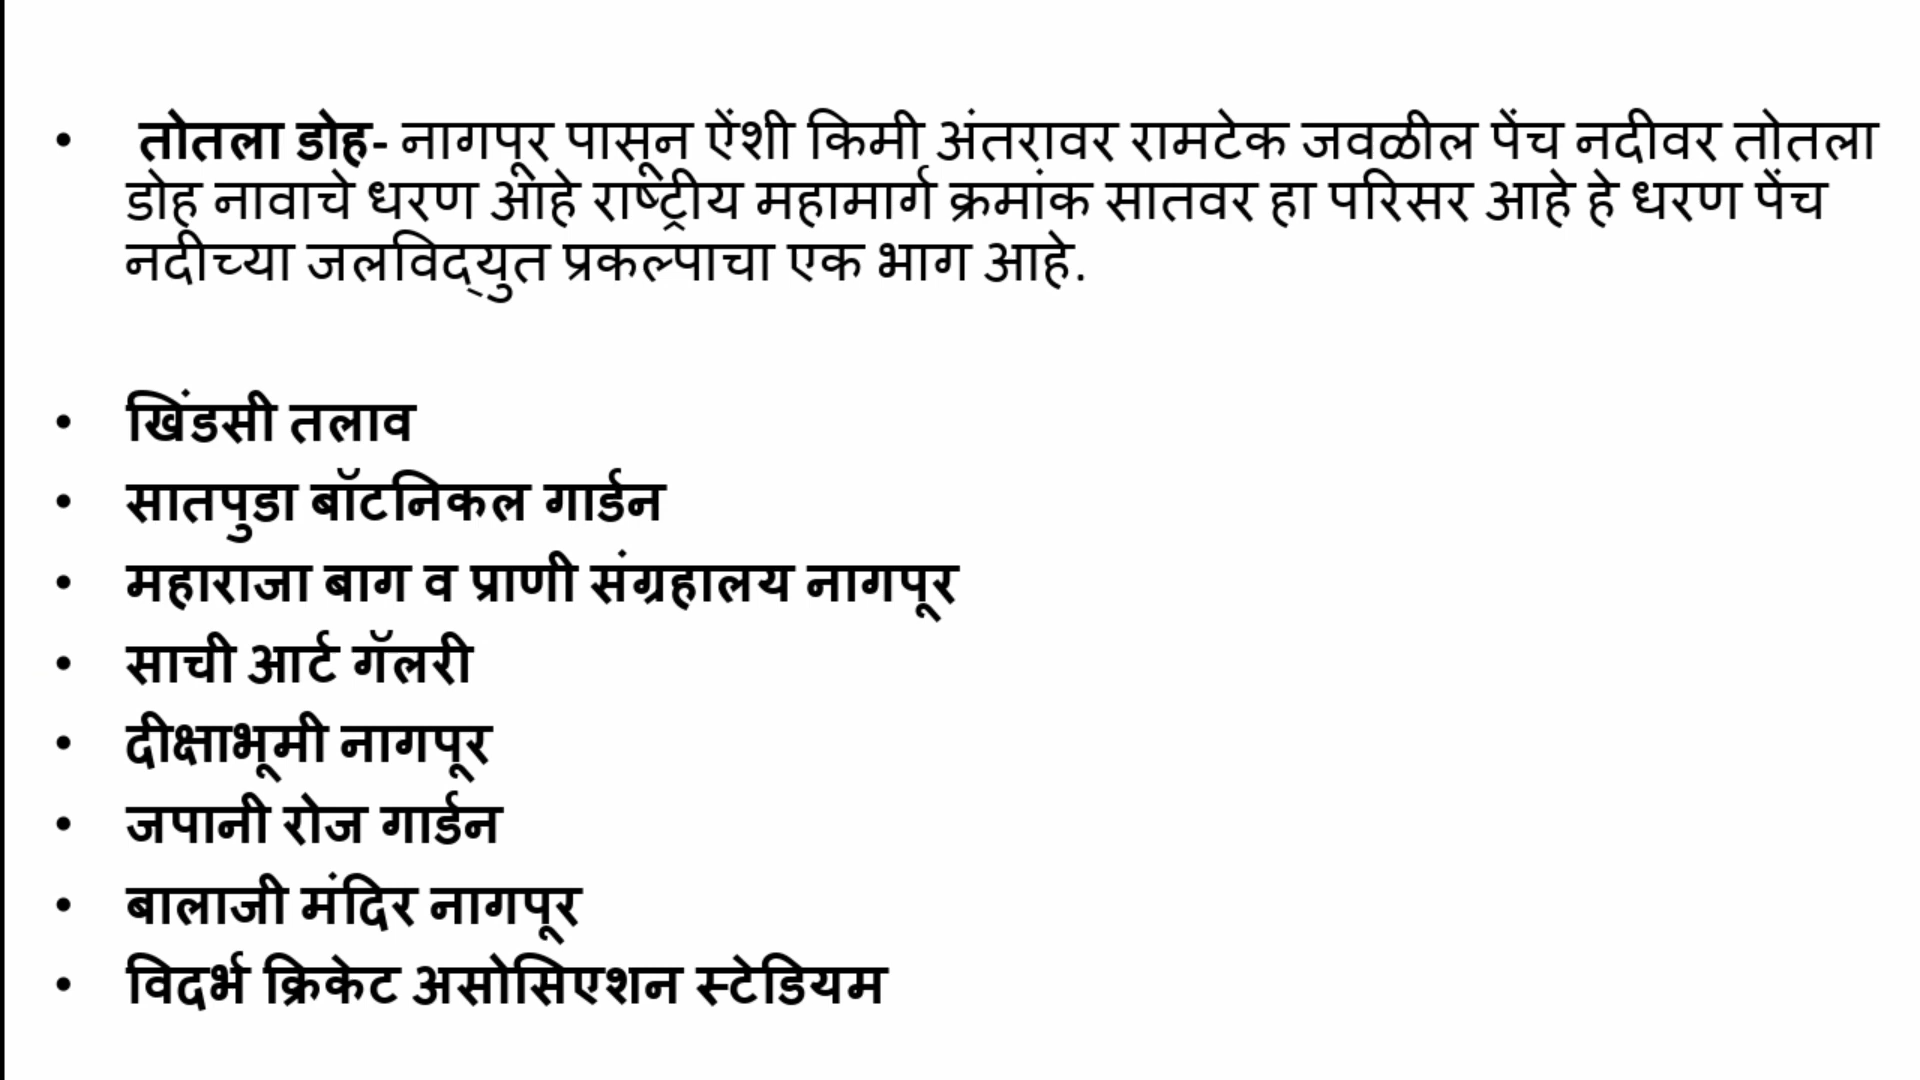 • तोतला डोह- नागपूर पासून ऐंशी किमी अंतरावर रामटेक जवळील पेंच नदीवर तोतला
डोह नावाचे धरण आहे राष्ट्रीय महामार्ग क्रमांक सातवर हा परिसर आहे हे धरण पेंच
नदीच्या जलविद्युत प्रकल्पाचा एक भाग आहे.
• खिंडसी तलाव
• सातपुडा बॉटनिकल गार्डन
• महाराजा बाग व प्राणी संग्रहालय नागपूर
• साची आर्ट गॅलरी
• दीक्षाभूमी नागपूर
• जपानी रोज गार्डन
• बालाजी मंदिर नागपूर
• विदर्भ क्रिकेट असोसिएशन स्टेडियम